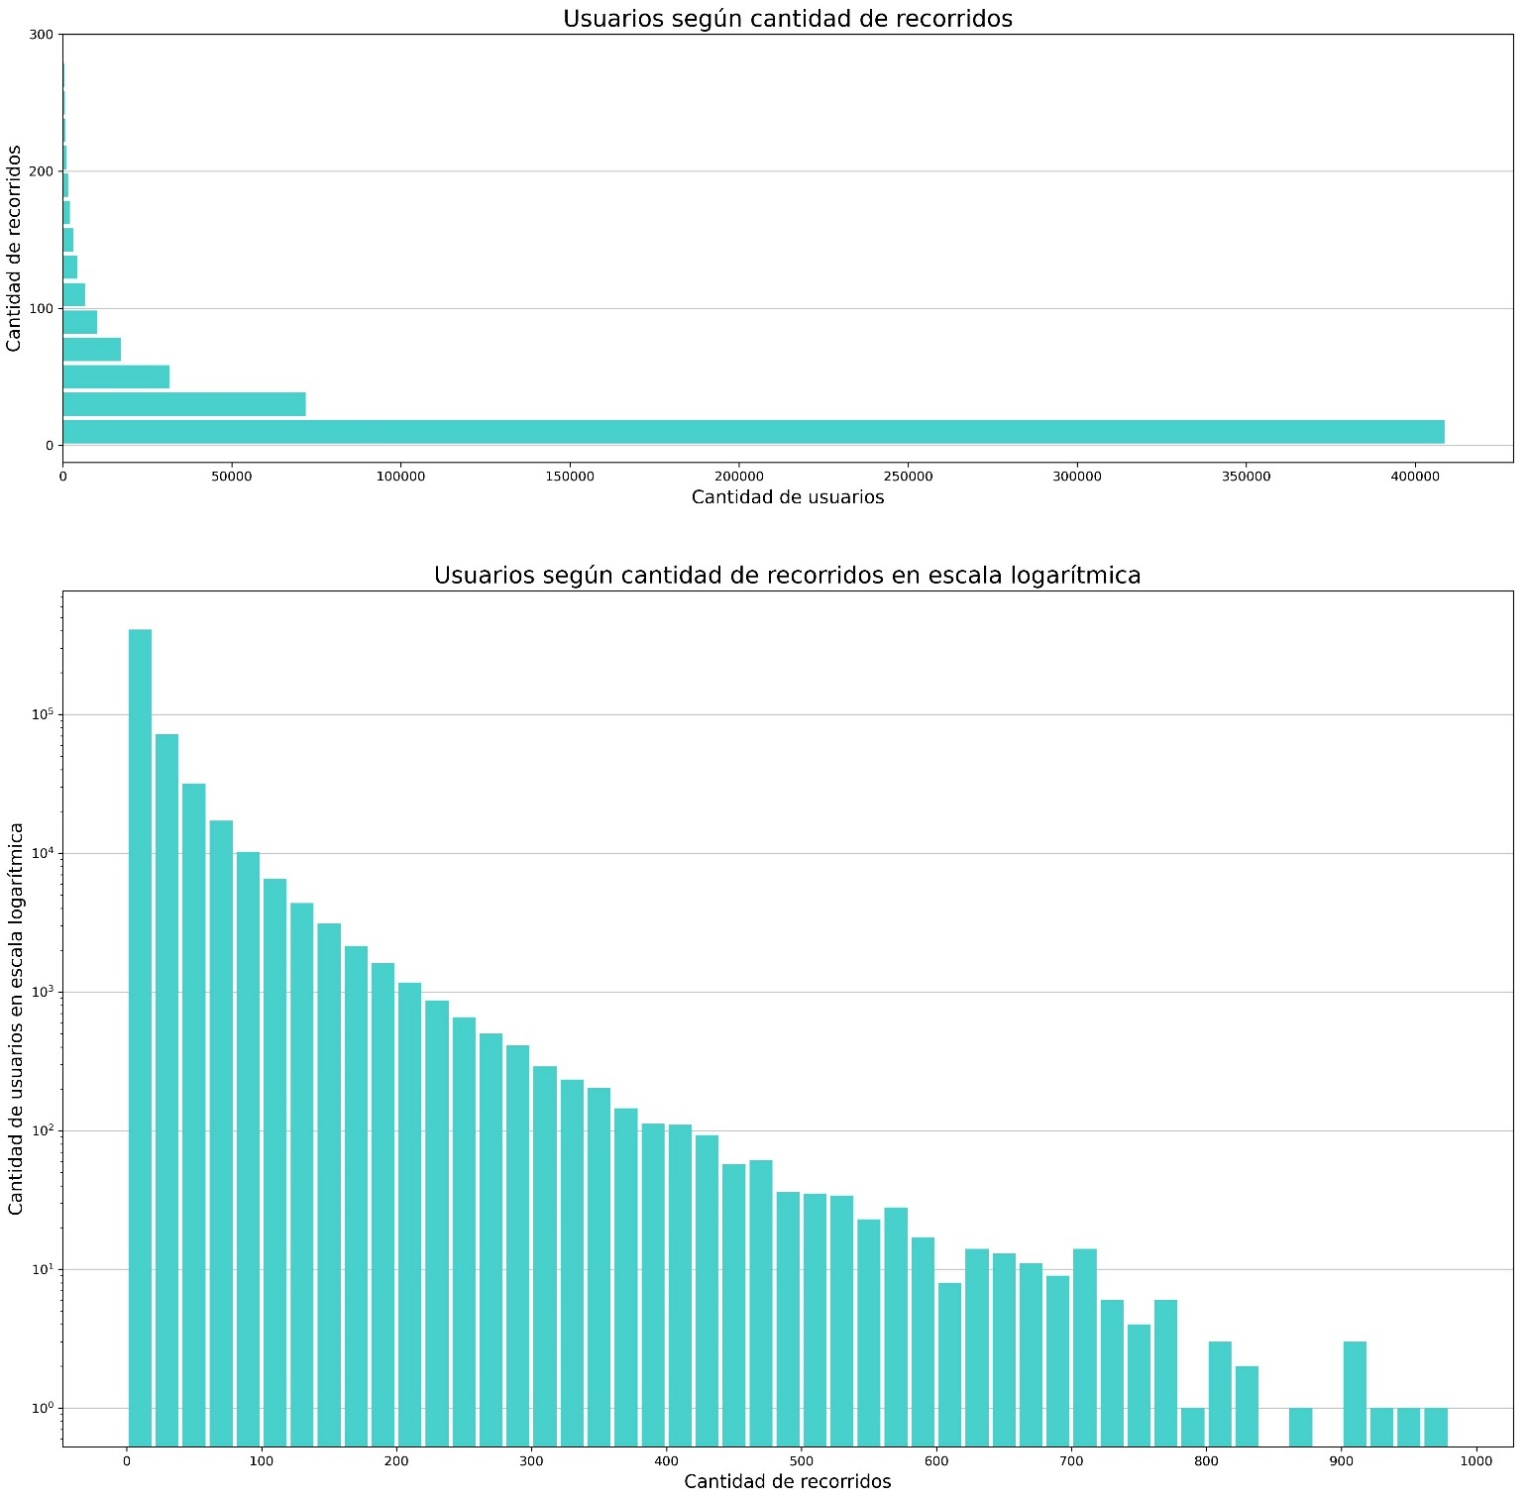 Usuarios según cantidad de recorridos
300
200
100
0
Cantidad de recorridos
0 50000 100000 150000 200000 250000 300000 350000 400000
Cantidad de usuarios
Usuarios según cantidad de recorridos en escala logarítmica
10⁵
10⁴
10³
10²
10¹
10⁰
Cantidad de usuarios en escala logarítmica
0 100 200 300 400 500 600 700 800 900 1000
Cantidad de recorridos